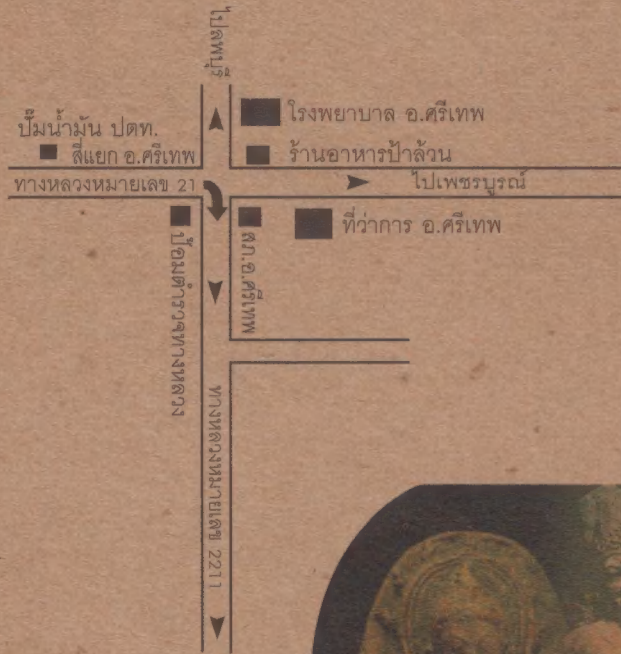 ไปลพบุรี
โรงพยาบาล อ.ศรีเทพ
ปั๊มน้ำมัน ปตท.
สี่แยก อ.ศรีเทพ
ร้านอาหารป้าล้วน
ทางหลวงหมายเลข 21
ไปเพชรบูรณ์
ที่ว่าการ อ.ศรีเทพ
สภ.อ.ศรีเทพ
ป้อมตำรวจทางหลวง
ทางหลวงหมายเลข 2211